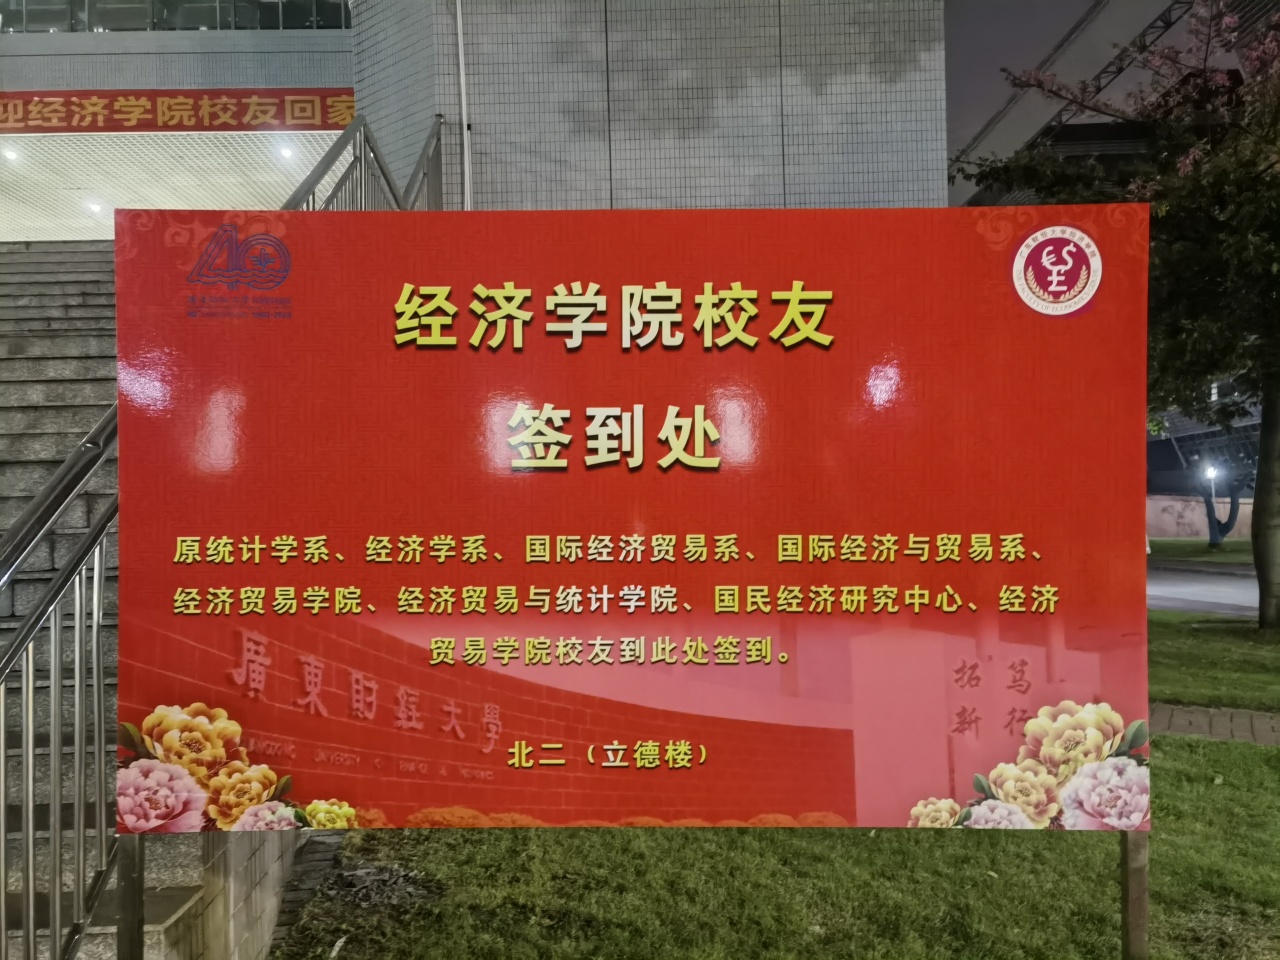 迎经济学院校友回家
经济学院校友
签到处
原统计学系、经济学系、国际经济贸易系、国际经济与贸易系、
经济贸易学院、经济贸易与统计学院、国民经济研究中心、经济
贸易学院校友到此处签到。
廣東財經大學
拓 篤
新 行
北二（立德楼）